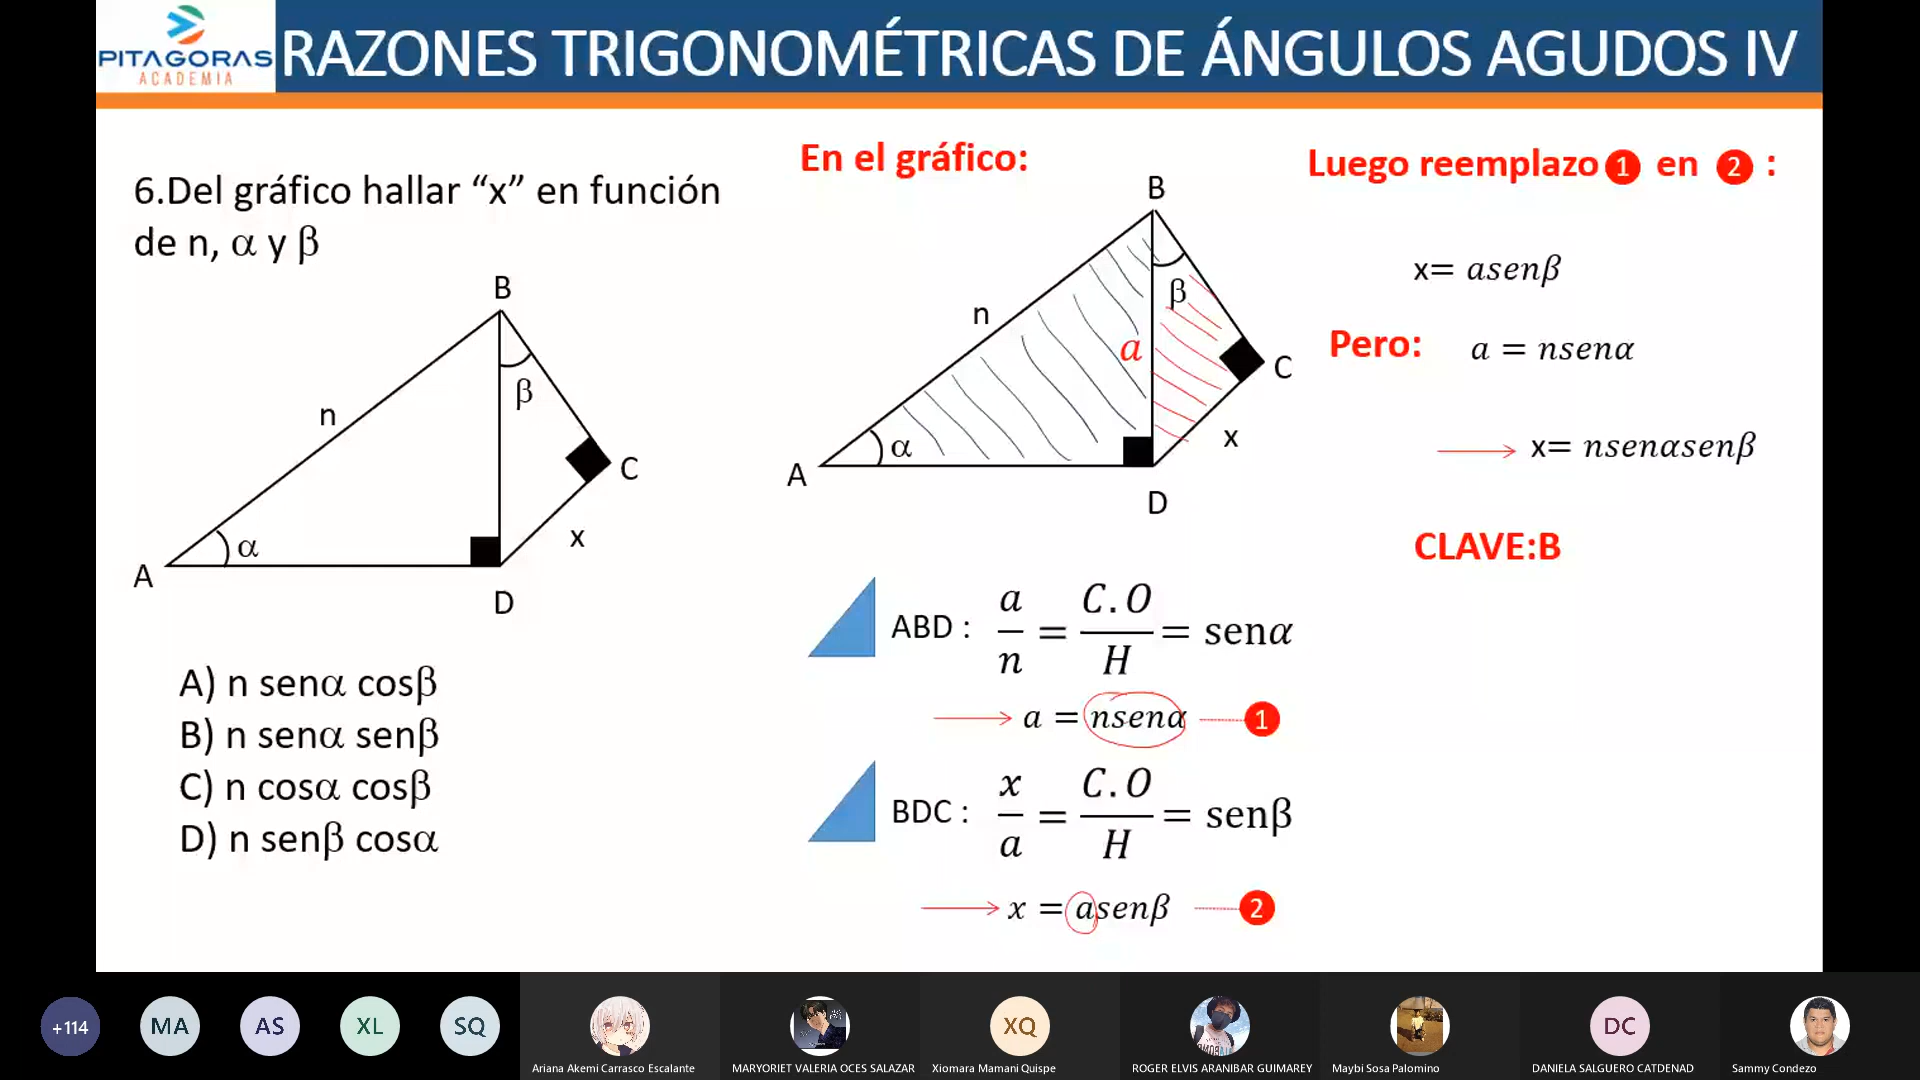 PITAGORAS
ACADEMIA
RAZONES TRIGONOMÉTRICAS DE ÁNGULOS AGUDOS IV
6.Del gráfico hallar “x” en función
de n, α y β
B
β
n
C
x
α
A
D
A) n senα cosβ
B) n senα senβ
C) n cosα cosβ
D) n senβ cosα
En el gráfico:
B
β
n
a
C
x
α
A
D
ABD : a/n = C.O/H = senα
a = nsenα 1
BDC : x/a = C.O/H = senβ
x = asenβ 2
Luego reemplazo 1 en 2 :
x= asenβ
Pero: a = nsenα
x= nsenαsenβ
CLAVE:B
+114
MA
AS
XL
SQ
XQ
DC
Ariana Akemi Carrasco Escalante
MARYORIET VALERIA OCES SALAZAR
Xiomara Mamani Quispe
ROGER ELVIS ARANIBAR GUIMAREY
Maybi Sosa Palomino
DANIELA SALGUERO CATDENAD
Sammy Condezo